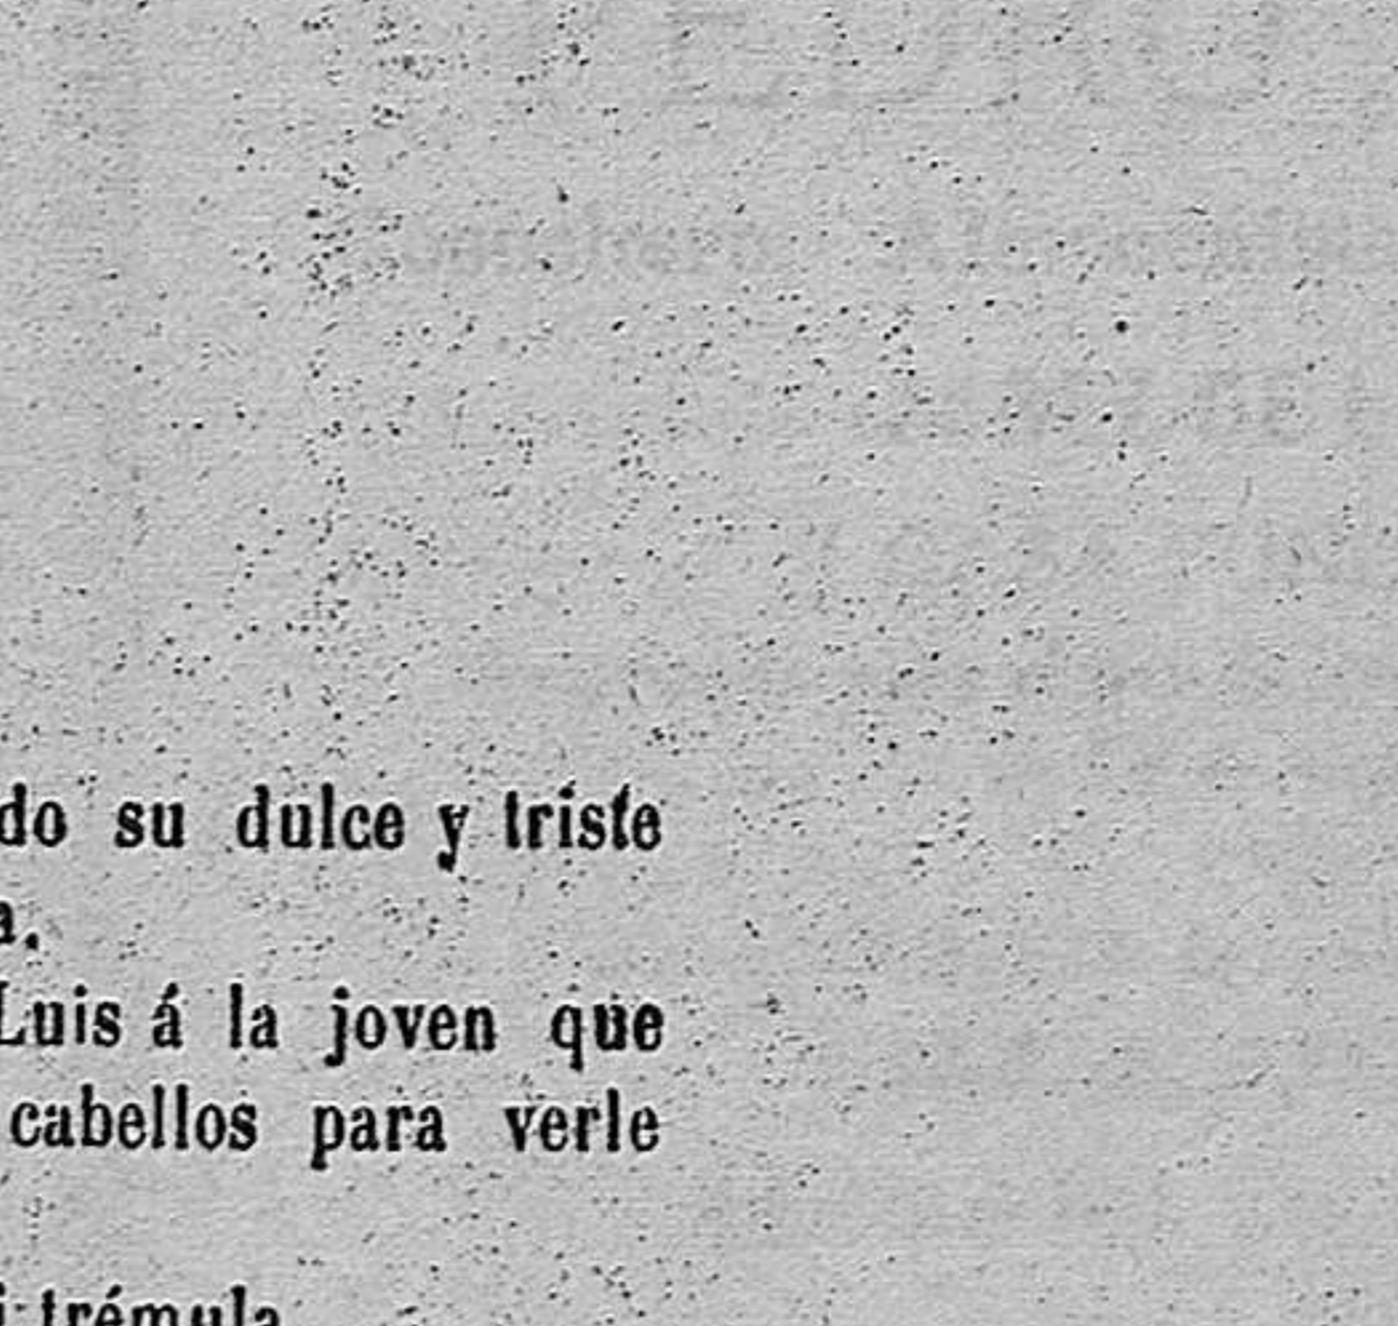 do su dulce y triste
a.
Luis á la joven que
cabellos para verle
i trémula